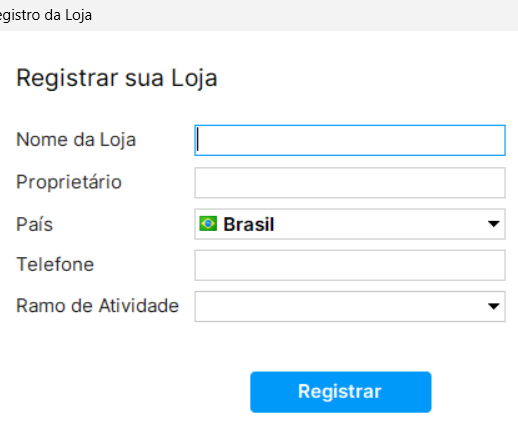 egistro da Loja
Registrar sua Loja
Nome da Loja
Proprietário
País Brasil
Telefone
Ramo de Atividade
Registrar